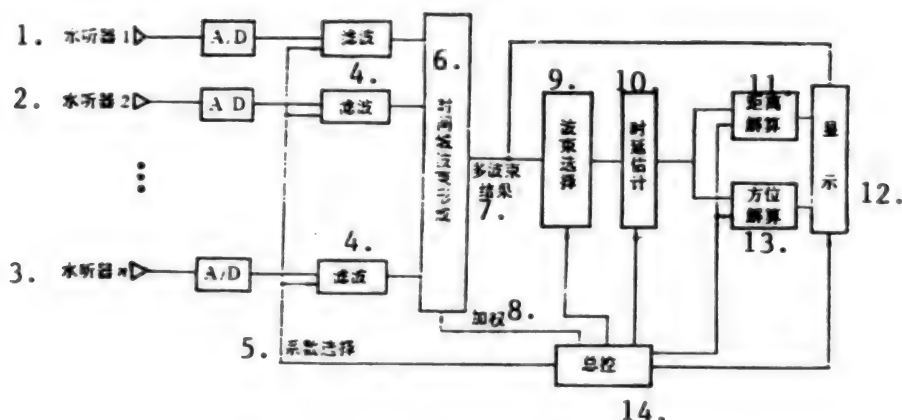 1. 水听器 1
A/D
滤波
4.
2. 水听器 2
A/D
滤波
3. 水听器 n
A/D
4.
滤波
5. 系数选择
6.
时间
多波束
结果
7.
加权 8.
9.
波束选择
10.
时延估计
11.
距离
解算
方位
解算
13.
显示
12.
总控
14.